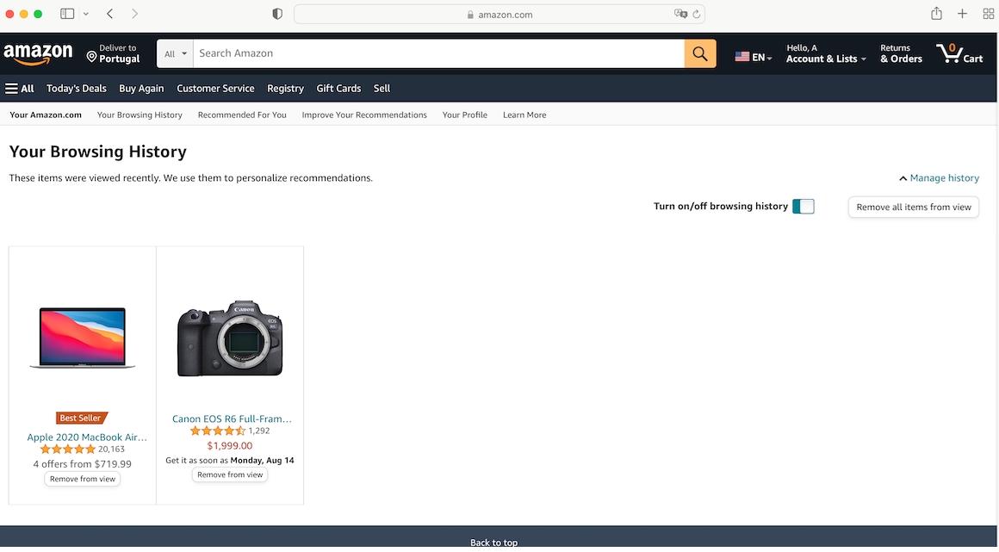 amazon.com
amazon
Deliver to
Portugal
All
Search Amazon
EN
Hello, A
Account & Lists
Returns
& Orders
0
Cart
All
Today's Deals
Buy Again
Customer Service
Registry
Gift Cards
Sell
Your Amazon.com
Your Browsing History
Recommended For You
Improve Your Recommendations
Your Profile
Learn More
Your Browsing History
These items were viewed recently. We use them to personalize recommendations.
Manage history
Turn on/off browsing history
Remove all items from view
Best Seller
Apple 2020 MacBook Air…
20,163
4 offers from $719.99
Remove from view
Canon
EOS
R6
Canon EOS R6 Full-Fram…
1,292
$1,999.00
Get it as soon as Monday, Aug 14
Remove from view
Back to top